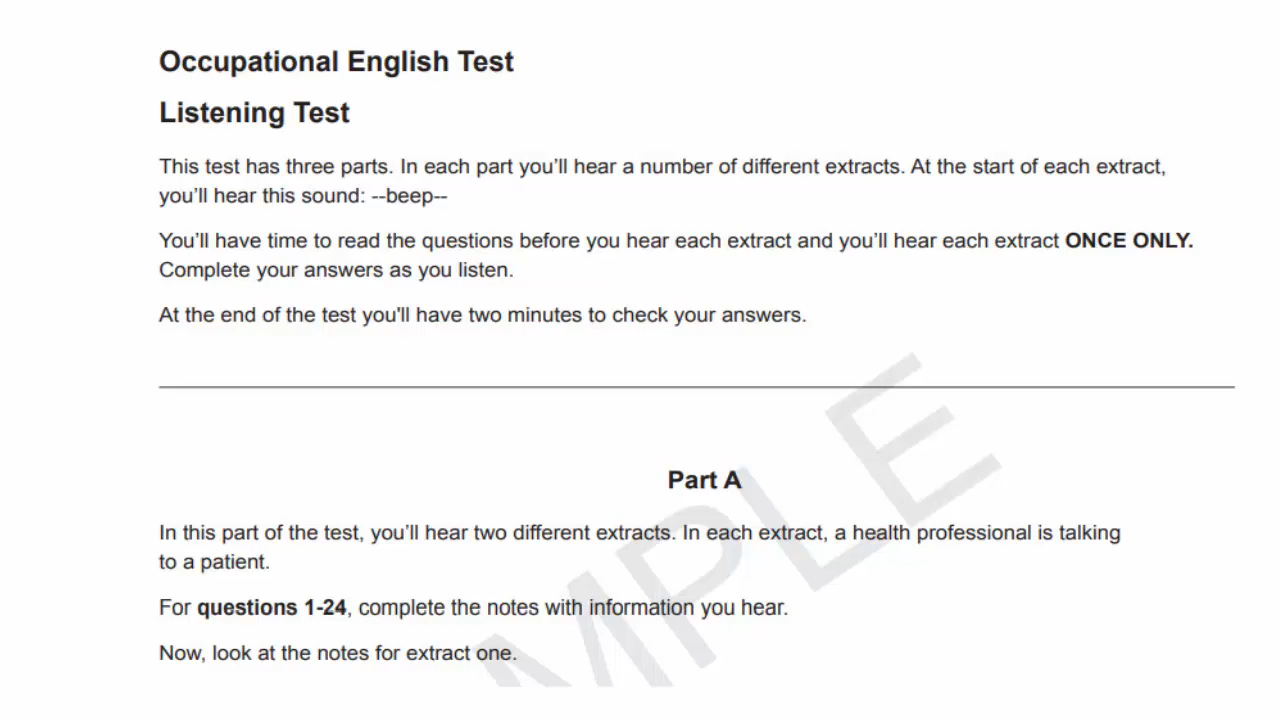 Occupational English Test
Listening Test
This test has three parts. In each part you’ll hear a number of different extracts. At the start of each extract,
you’ll hear this sound: --beep--
You’ll have time to read the questions before you hear each extract and you’ll hear each extract ONCE ONLY.
Complete your answers as you listen.
At the end of the test you'll have two minutes to check your answers.
Part A
In this part of the test, you’ll hear two different extracts. In each extract, a health professional is talking
to a patient.
For questions 1-24, complete the notes with information you hear.
Now, look at the notes for extract one.
MPLE